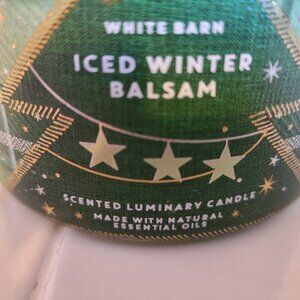 WHITE BARN
ICED WINTER
BALSAM
SCENTED LUMINARY CANDLE
MADE WITH NATURAL
ESSENTIAL OILS